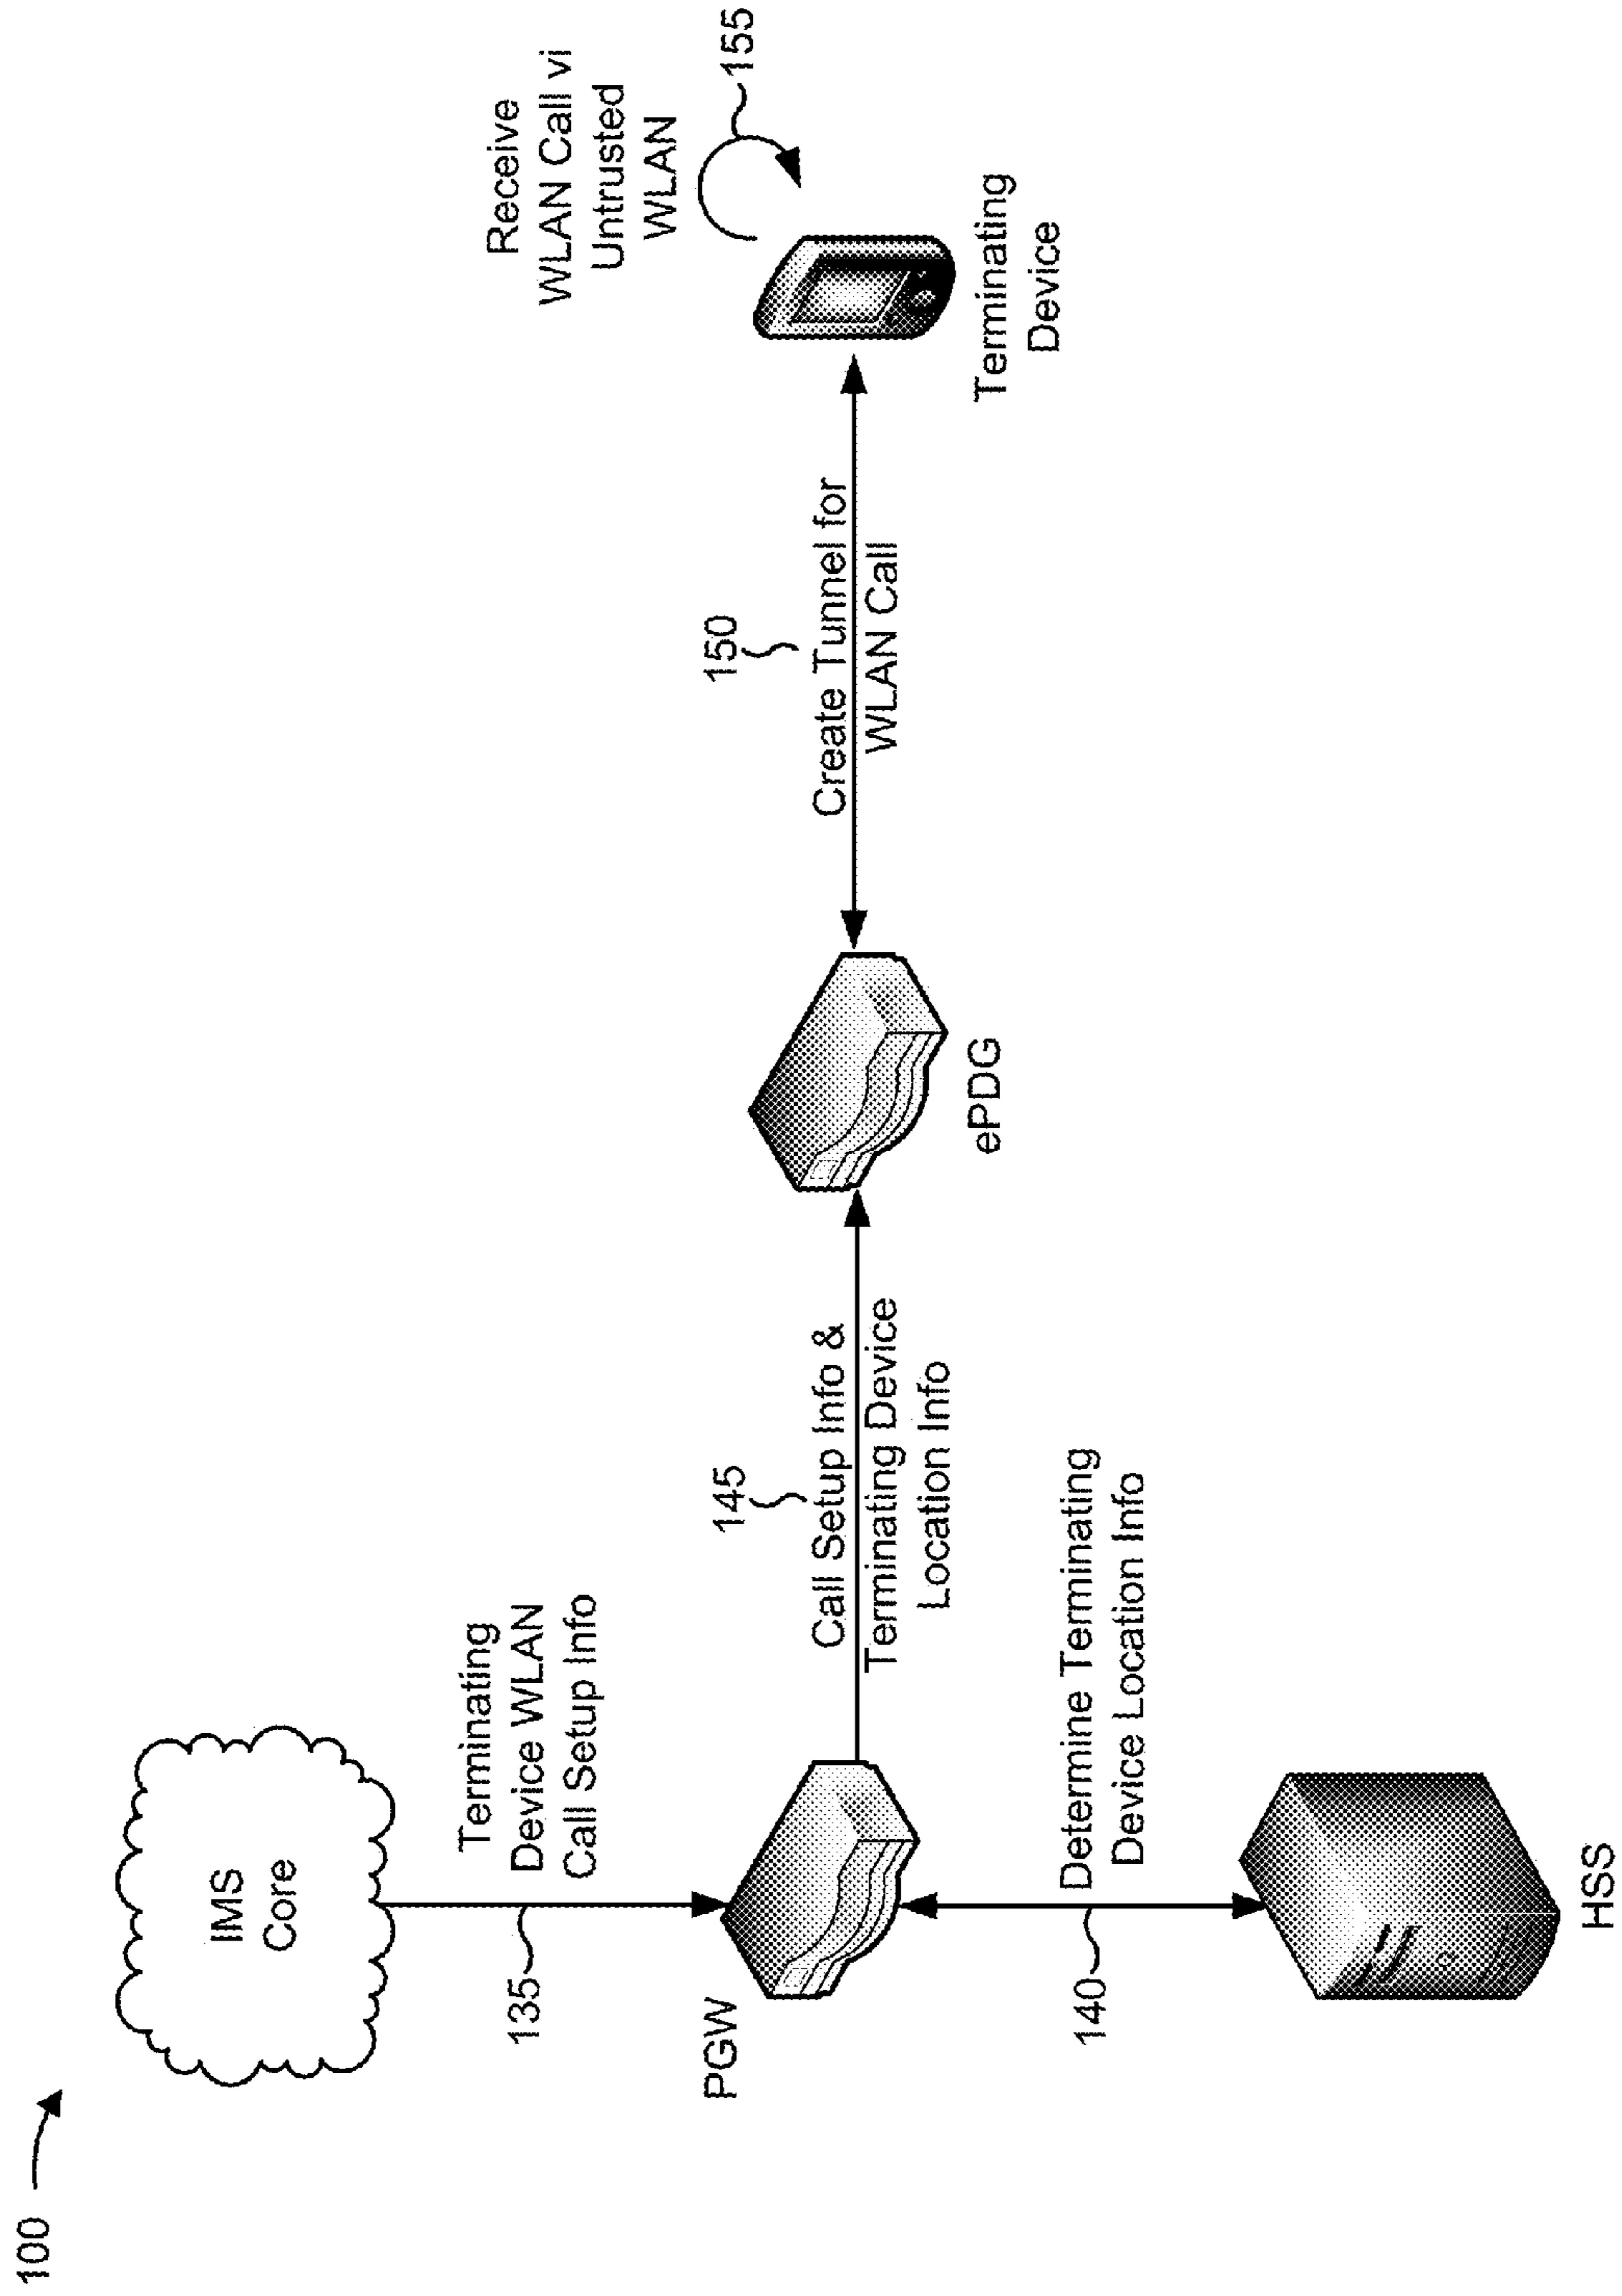 100
IMS
Core
Terminating
Device WLAN
Call Setup Info
135
PGW
145
Call Setup Info &
Terminating Device
Location Info
140
Determine Terminating
Device Location Info
HSS
ePDG
150
Create Tunnel for
WLAN Call
Receive
WLAN Call vi
Untrusted
WLAN
155
Terminating
Device